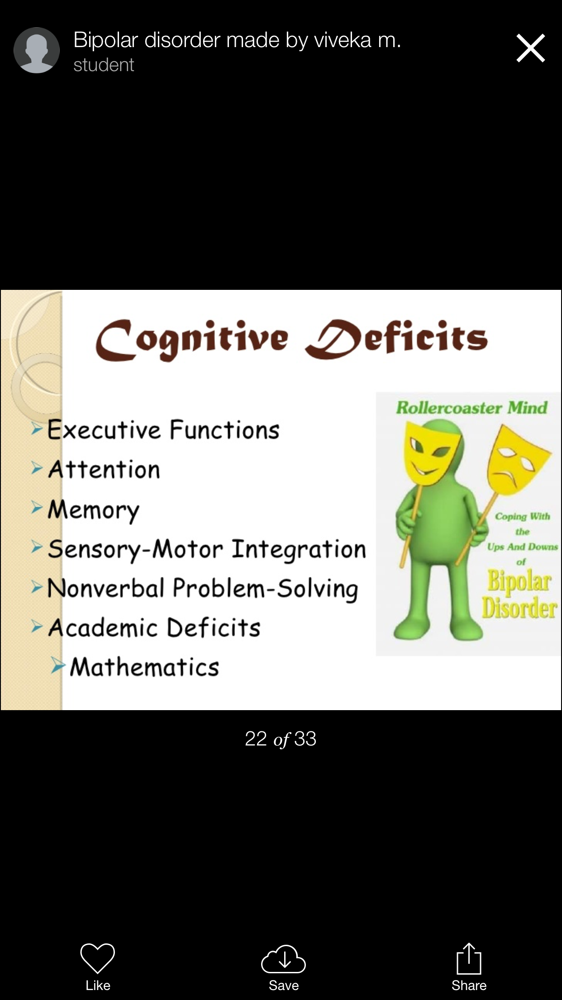 Bipolar disorder made by viveka m.
student
Cognitive Deficits
Executive Functions
Attention
Memory
Sensory-Motor Integration
Nonverbal Problem-Solving
Academic Deficits
Mathematics
Rollercoaster Mind
Coping With
the
Ups And Downs
of
Bipolar
Disorder
22 of 33
Like
Save
Share